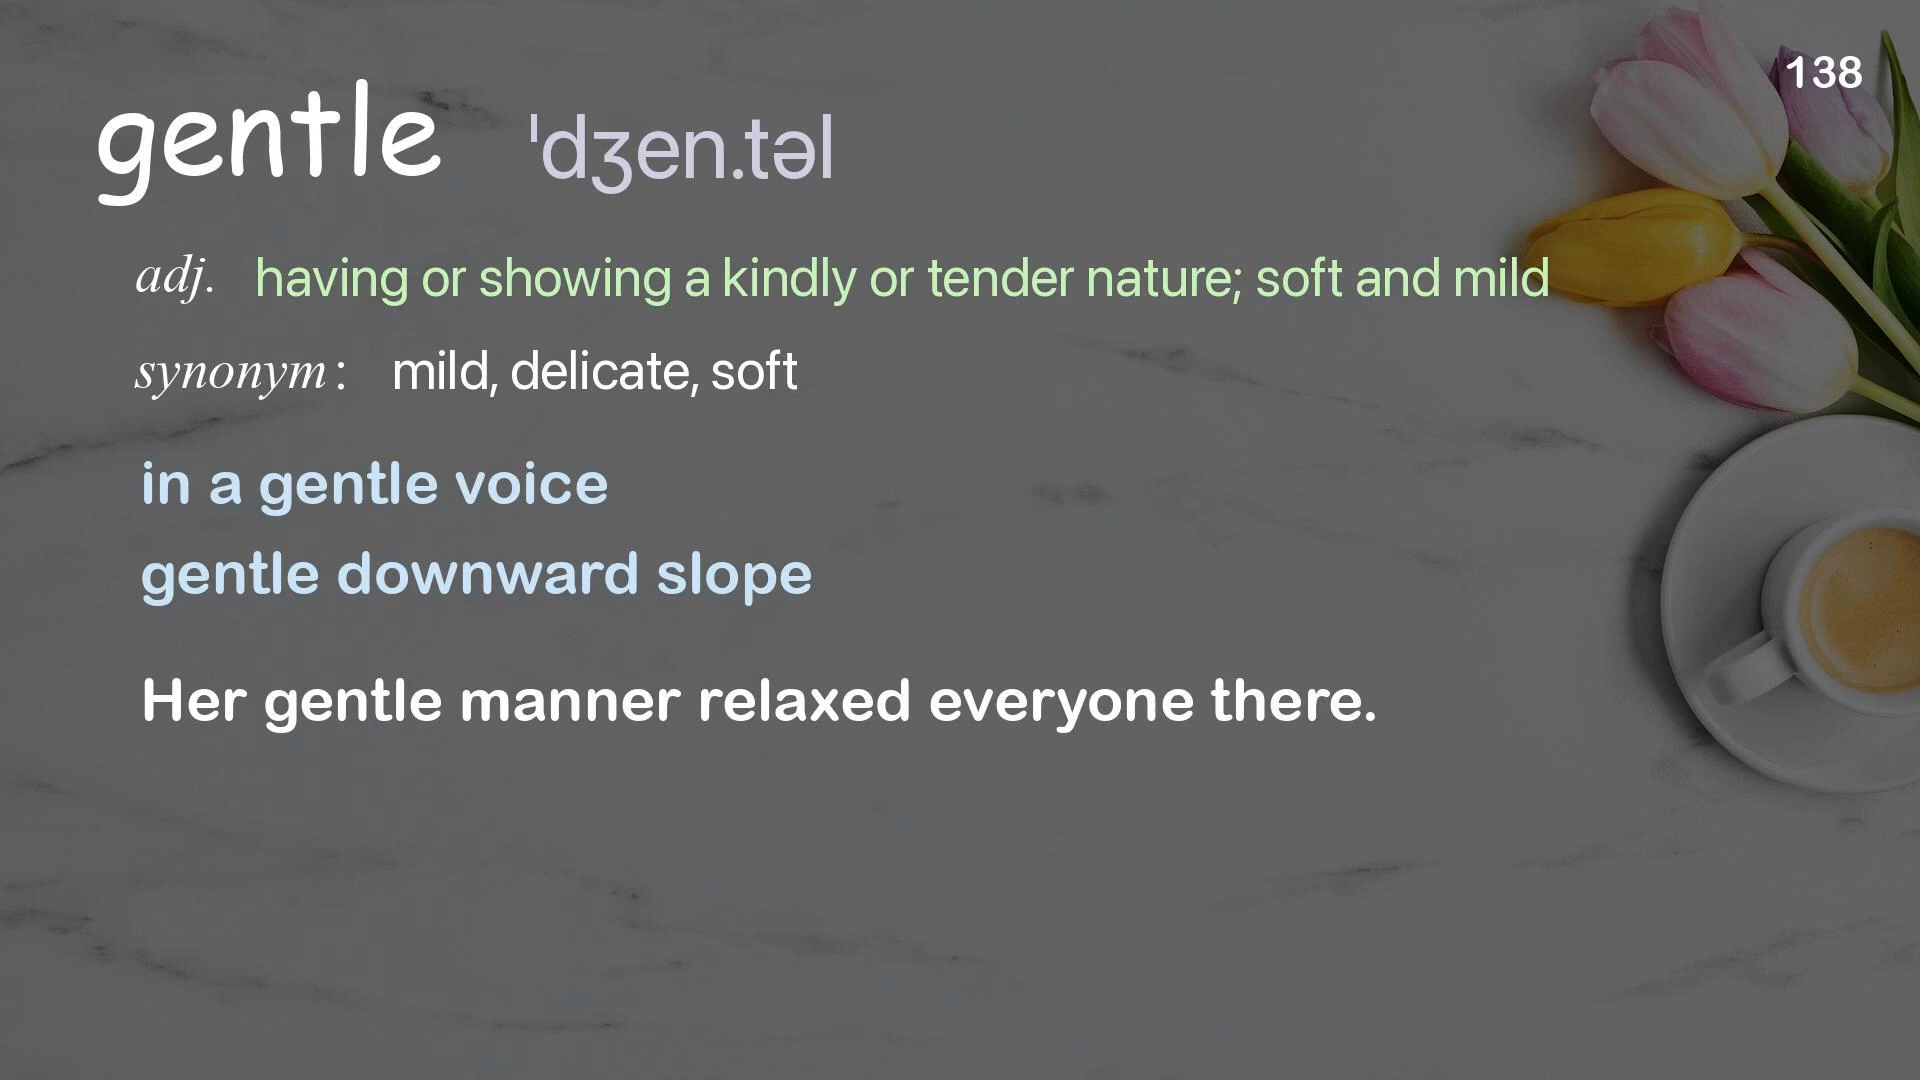 138
gentle ˈdʒen.təl
adj. having or showing a kindly or tender nature; soft and mild
synonym: mild, delicate, soft
in a gentle voice
gentle downward slope
Her gentle manner relaxed everyone there.